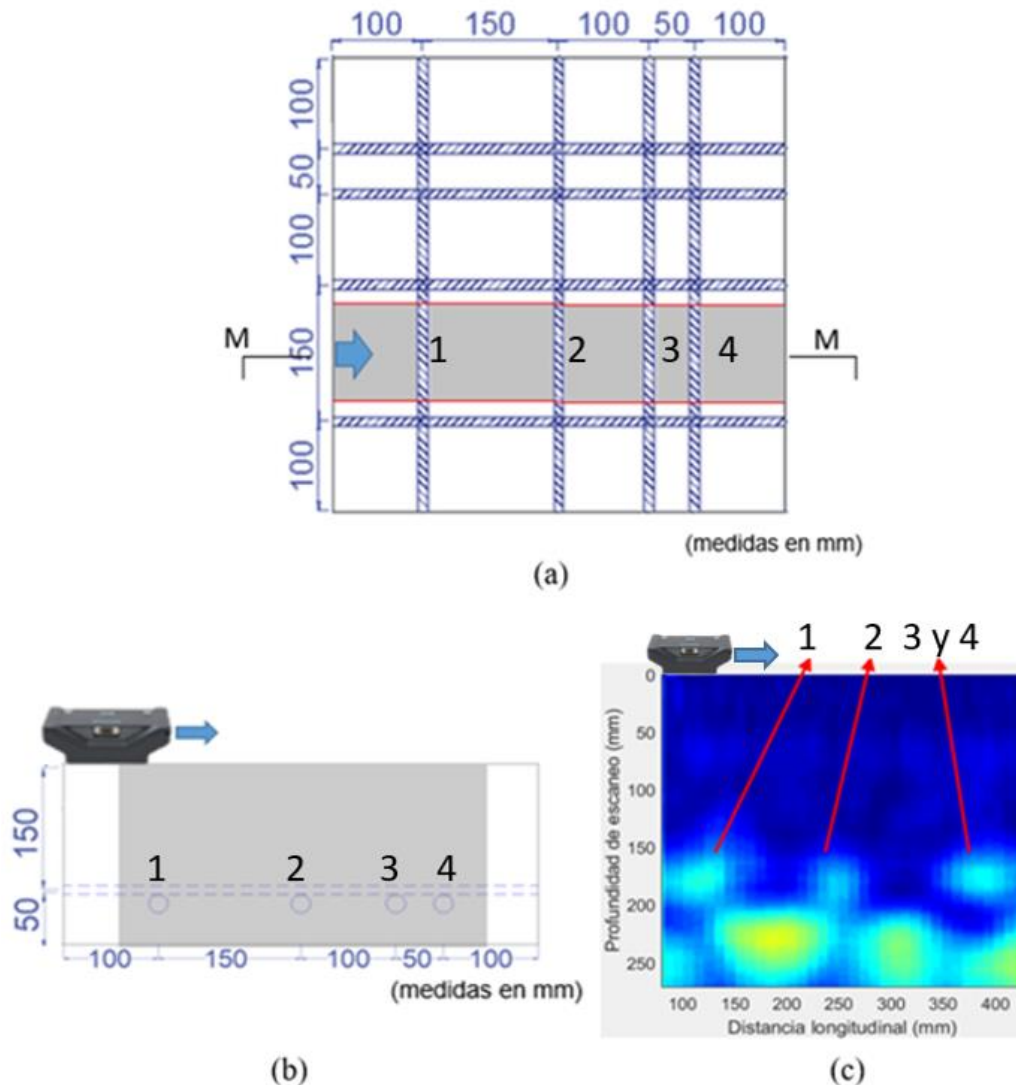 100 150 100 50 100
100
50
100
150
100
M
M
1 2 3 4
(medidas en mm)
(a)
150
50
1 2 3 4
100 150 100 50 100
(medidas en mm)
(b)
1 2 3 y 4
Profundidad de escaneo (mm)
0
50
100
150
200
250
100 150 200 250 300 350 400
Distancia longitudinal (mm)
(c)